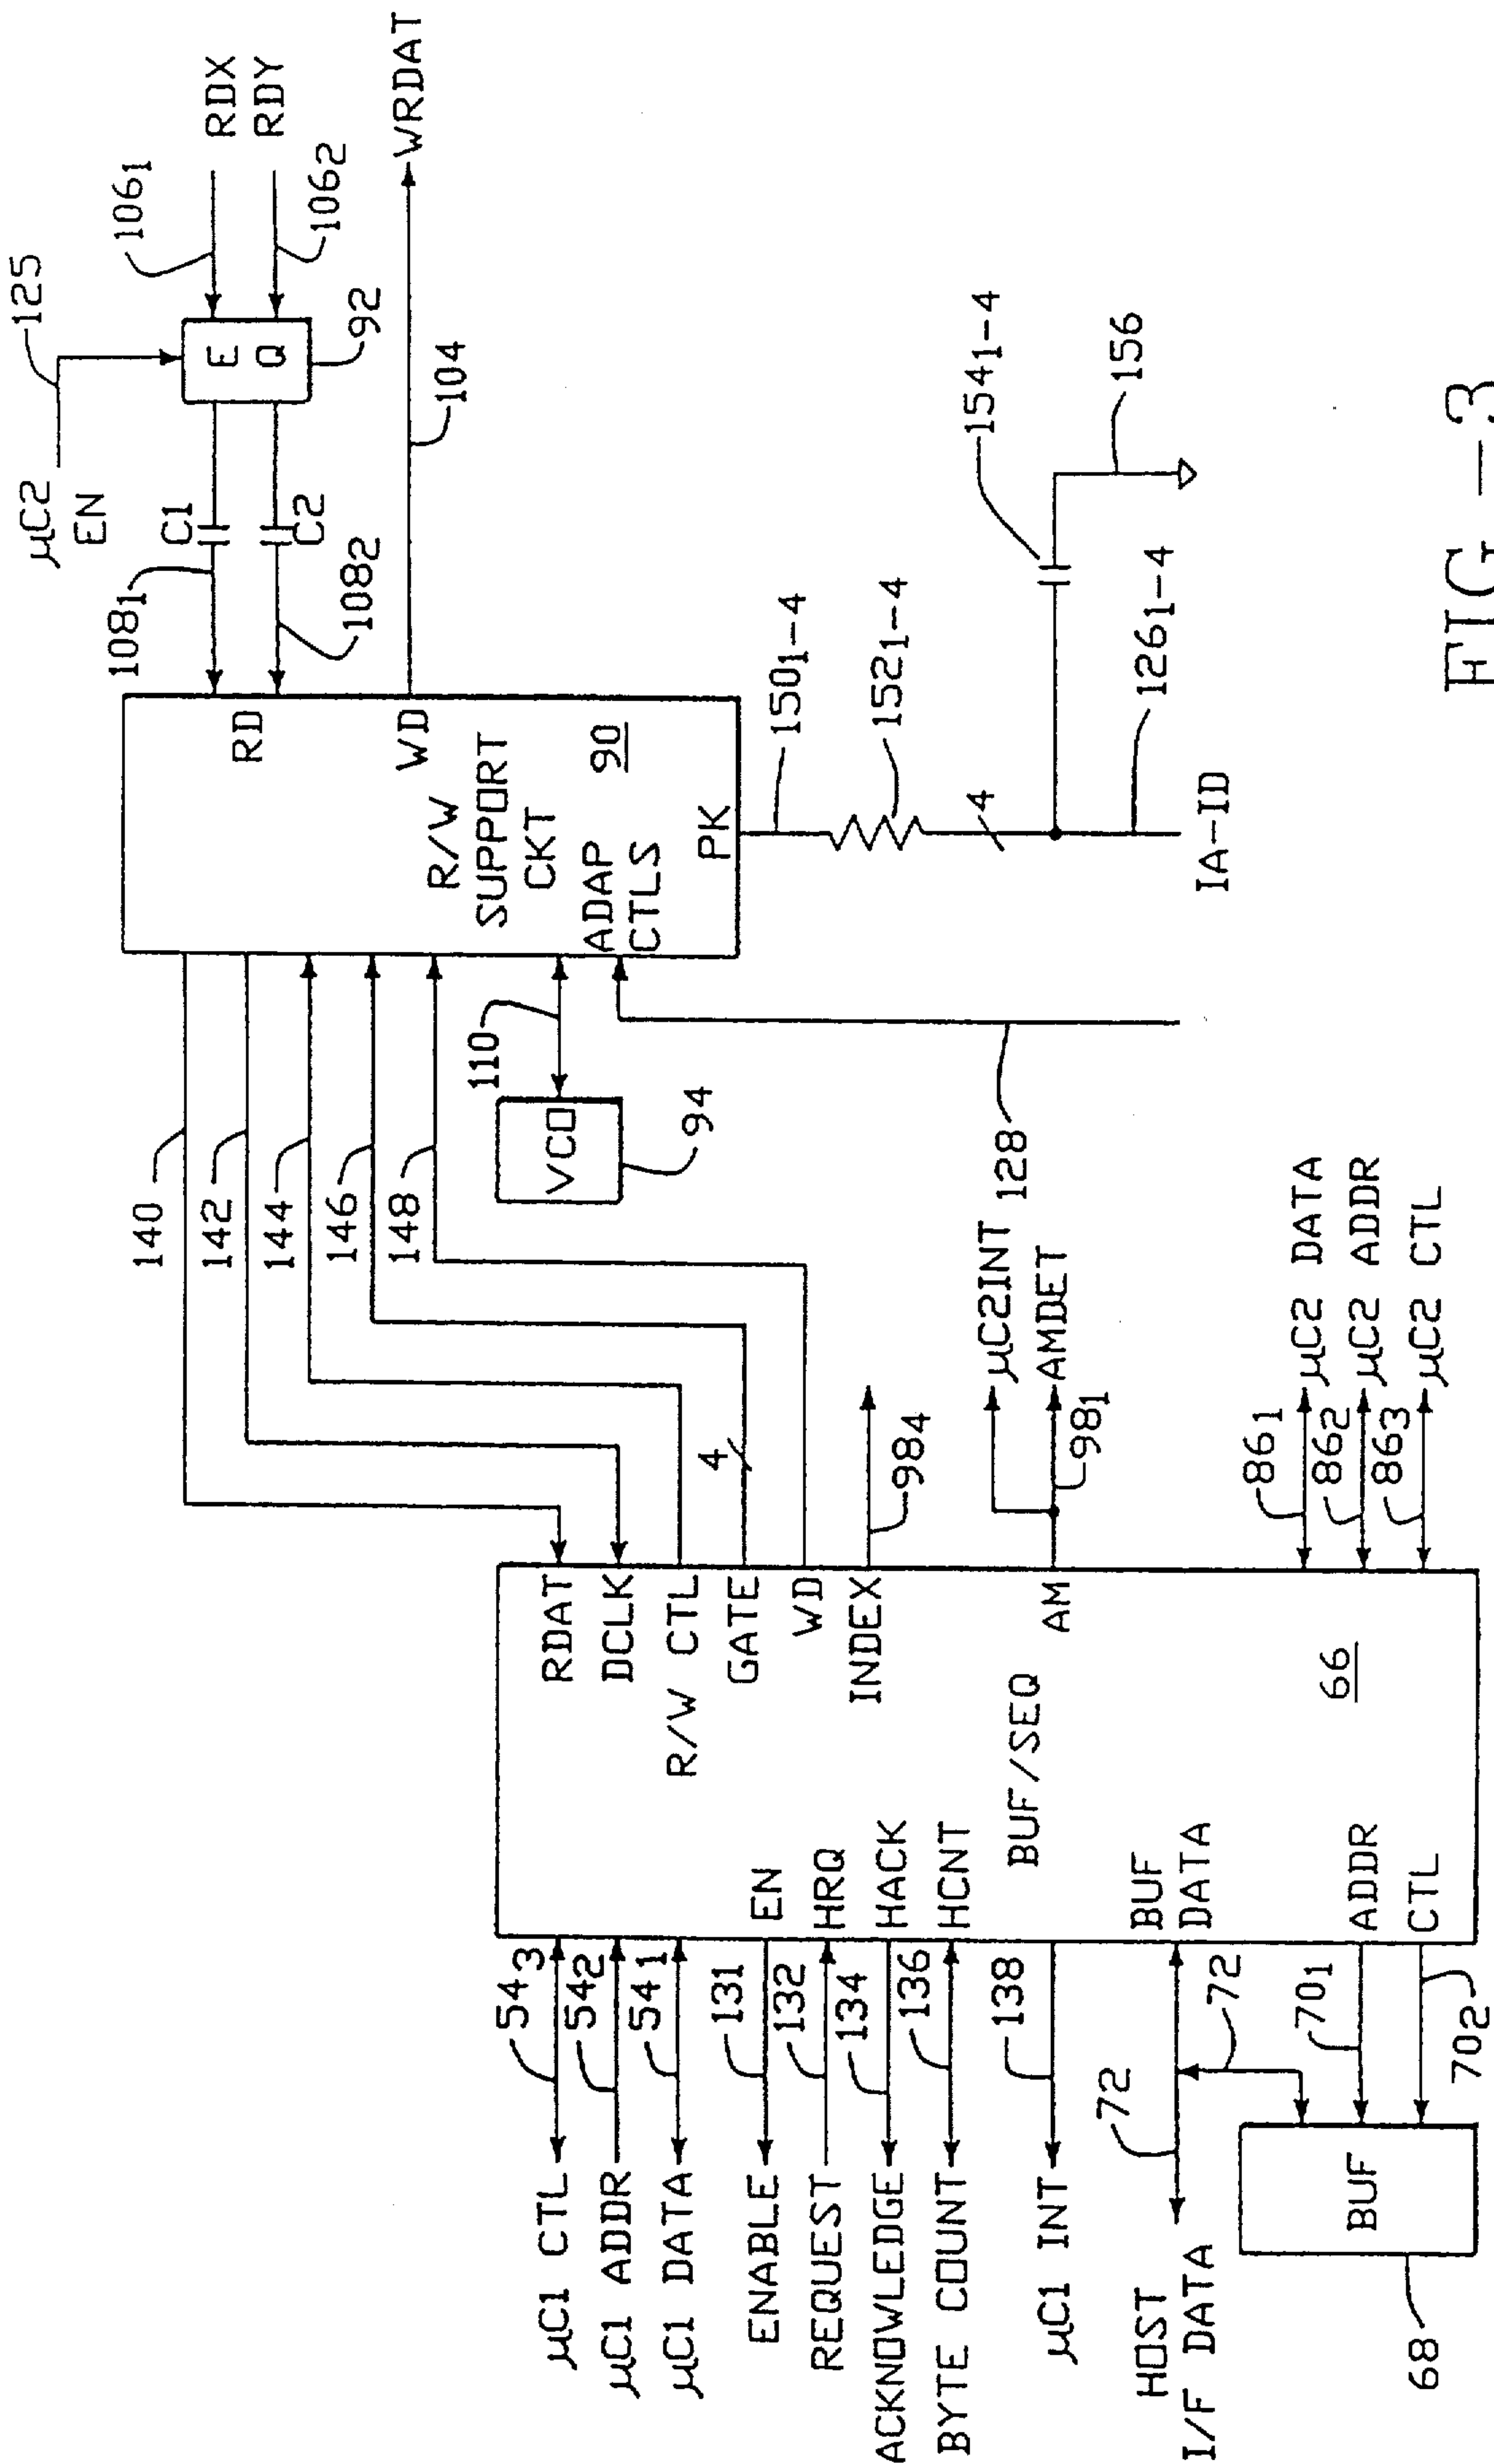 μC2
EN
125
106₁
RDX
RDY
106₂
E
Q
92
C1
C2
108₁
108₂
WRDAT
104
RD
WD
R/W
SUPPORT
CKT
90
ADAP
CTLS
PK
150₁₋₄
152₁₋₄
4
154₁₋₄
156
126₁₋₄
IA-ID
140
142
144
146
148
110
VCO
94
128
RDAT
DCLK
R/W CTL
GATE
4
WD
INDEX
98₄
μC2INT
AMDET
98₁
AM
BUF/SEQ
66
86₁
μC2 DATA
86₂
μC2 ADDR
86₃
μC2 CTL
μC1 CTL
54₃
μC1 ADDR
54₂
μC1 DATA
54₁
ENABLE
131
EN
REQUEST
132
HRQ
ACKNOWLEDGE
134
HACK
BYTE COUNT
136
HCNT
μC1 INT
138
HOST
I/F DATA
72
72
BUF
DATA
70₁
ADDR
70₂
CTL
BUF
68
FIG - 3